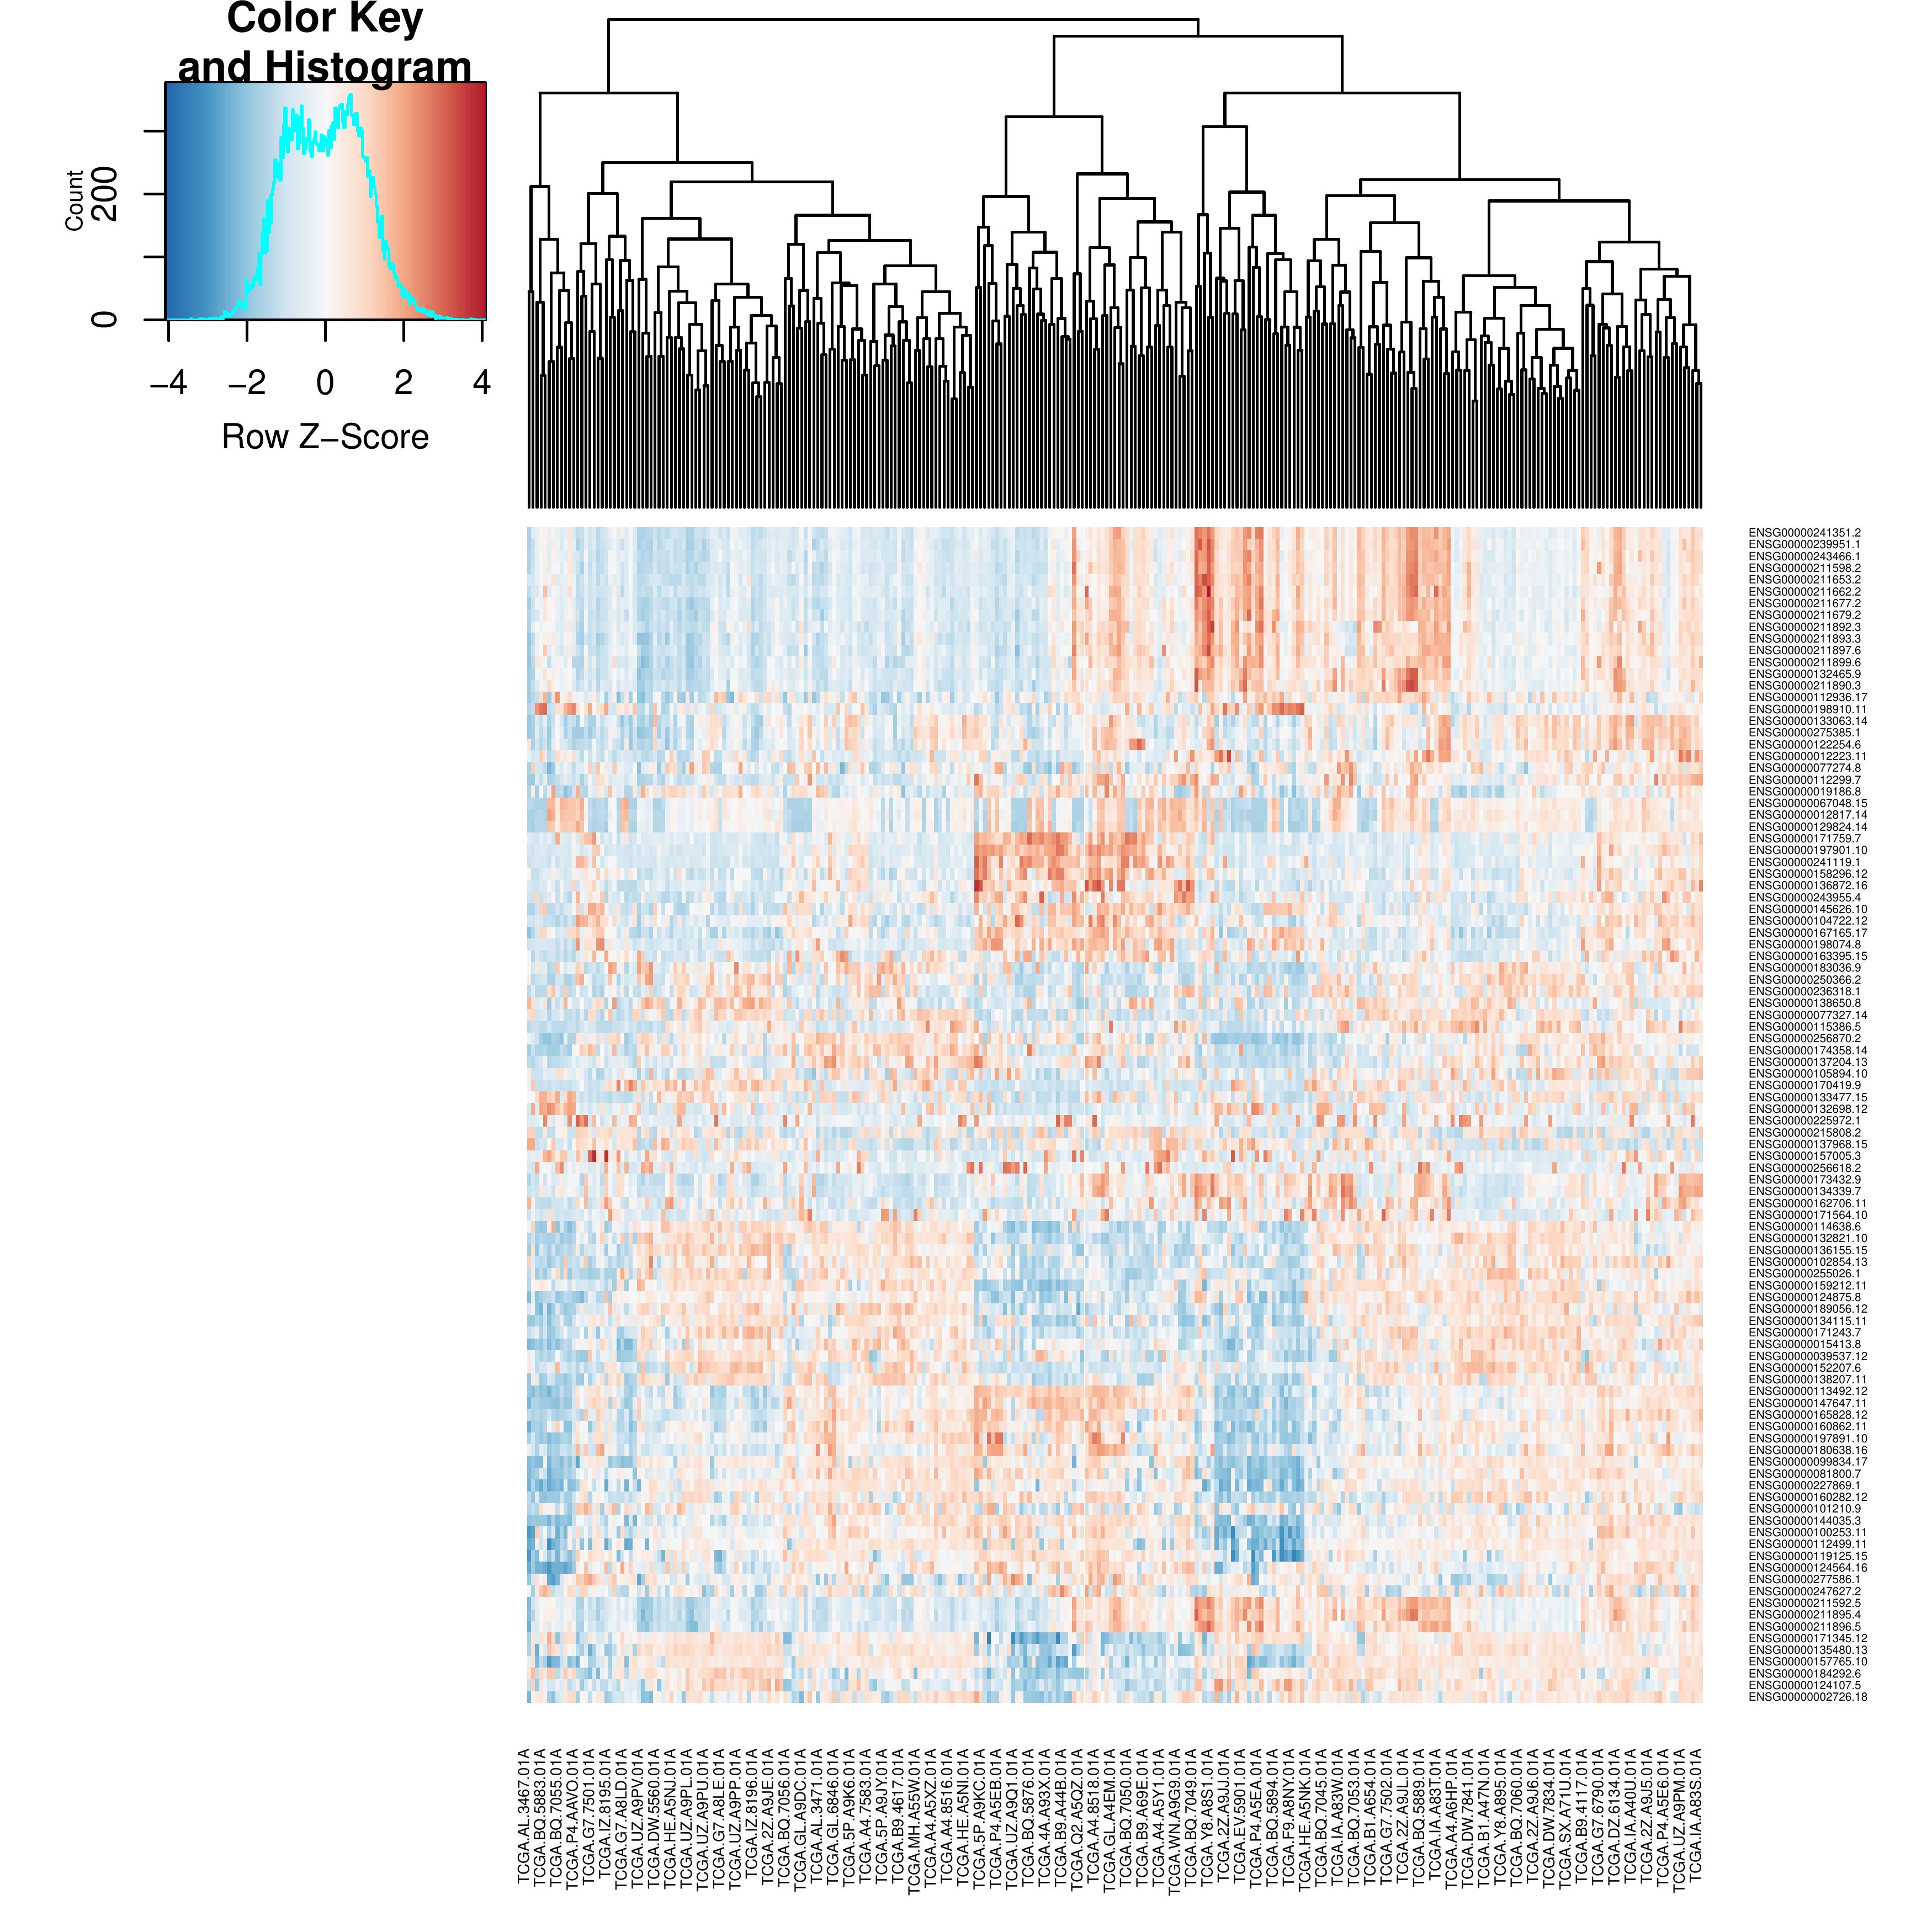 Color Key
and Histogram
Count
0
200
−4
−2
0
2
4
Row Z−Score
ENSG00000241351.2
ENSG00000239951.1
ENSG00000243466.1
ENSG00000211598.2
ENSG00000211653.2
ENSG00000211662.2
ENSG00000211677.2
ENSG00000211679.2
ENSG00000211892.3
ENSG00000211893.3
ENSG00000211897.6
ENSG00000211899.6
ENSG00000132465.9
ENSG00000211890.3
ENSG00000112936.17
ENSG00000198910.11
ENSG00000133063.14
ENSG00000275385.1
ENSG00000122254.6
ENSG00000012223.11
ENSG00000077274.8
ENSG00000112299.7
ENSG00000019186.8
ENSG00000067048.15
ENSG00000012817.14
ENSG00000129824.14
ENSG00000171759.7
ENSG00000197901.10
ENSG00000241119.1
ENSG00000158296.12
ENSG00000136872.16
ENSG00000243955.4
ENSG00000145626.10
ENSG00000104722.12
ENSG00000167165.17
ENSG00000198074.8
ENSG00000163395.15
ENSG00000183036.9
ENSG00000250366.2
ENSG00000236318.1
ENSG00000138650.8
ENSG00000077327.14
ENSG00000115386.5
ENSG00000256870.2
ENSG00000174358.14
ENSG00000137204.13
ENSG00000105894.10
ENSG00000170419.9
ENSG00000133477.15
ENSG00000132698.12
ENSG00000225972.1
ENSG00000215808.2
ENSG00000137968.15
ENSG00000157005.3
ENSG00000256618.2
ENSG00000173432.9
ENSG00000134339.7
ENSG00000162706.11
ENSG00000171564.10
ENSG00000114638.6
ENSG00000132821.10
ENSG00000136155.15
ENSG00000102854.13
ENSG00000255026.1
ENSG00000159212.11
ENSG00000124875.8
ENSG00000189056.12
ENSG00000134115.11
ENSG00000171243.7
ENSG00000015413.8
ENSG00000039537.12
ENSG00000152207.6
ENSG00000138207.11
ENSG00000113492.12
ENSG00000147647.11
ENSG00000165828.12
ENSG00000160862.11
ENSG00000197891.10
ENSG00000180638.16
ENSG00000099834.17
ENSG00000081800.7
ENSG00000227869.1
ENSG00000160282.12
ENSG00000101210.9
ENSG00000144035.3
ENSG00000100253.11
ENSG00000112499.11
ENSG00000119125.15
ENSG00000124564.16
ENSG00000277586.1
ENSG00000247627.2
ENSG00000211592.5
ENSG00000211895.4
ENSG00000211896.5
ENSG00000171345.12
ENSG00000135480.13
ENSG00000157765.10
ENSG00000184292.6
ENSG00000124107.5
ENSG00000002726.18
TCGA.AL.3467.01A
TCGA.BQ.5883.01A
TCGA.BQ.7055.01A
TCGA.P4.AAVO.01A
TCGA.G7.7501.01A
TCGA.IZ.8195.01A
TCGA.G7.A8LD.01A
TCGA.UZ.A9PV.01A
TCGA.DW.5560.01A
TCGA.HE.A5NJ.01A
TCGA.UZ.A9PL.01A
TCGA.UZ.A9PU.01A
TCGA.G7.A8LE.01A
TCGA.UZ.A9PP.01A
TCGA.IZ.8196.01A
TCGA.2Z.A9JE.01A
TCGA.BQ.7056.01A
TCGA.GL.A9DC.01A
TCGA.AL.3471.01A
TCGA.GL.6846.01A
TCGA.5P.A9K6.01A
TCGA.A4.7583.01A
TCGA.5P.A9JY.01A
TCGA.B9.4617.01A
TCGA.MH.A55W.01A
TCGA.A4.A5XZ.01A
TCGA.A4.8516.01A
TCGA.HE.A5NI.01A
TCGA.5P.A9KC.01A
TCGA.P4.A5EB.01A
TCGA.UZ.A9Q1.01A
TCGA.BQ.5876.01A
TCGA.4A.A93X.01A
TCGA.B9.A44B.01A
TCGA.Q2.A5QZ.01A
TCGA.A4.8518.01A
TCGA.GL.A4EM.01A
TCGA.BQ.7050.01A
TCGA.B9.A69E.01A
TCGA.A4.A5Y1.01A
TCGA.WN.A9G9.01A
TCGA.BQ.7049.01A
TCGA.Y8.A8S1.01A
TCGA.2Z.A9JJ.01A
TCGA.EV.5901.01A
TCGA.P4.A5EA.01A
TCGA.BQ.5894.01A
TCGA.F9.A8NY.01A
TCGA.HE.A5NK.01A
TCGA.BQ.7045.01A
TCGA.IA.A83W.01A
TCGA.BQ.7053.01A
TCGA.B1.A654.01A
TCGA.G7.7502.01A
TCGA.2Z.A9JL.01A
TCGA.BQ.5889.01A
TCGA.IA.A83T.01A
TCGA.A4.A6HP.01A
TCGA.DW.7841.01A
TCGA.B1.A47N.01A
TCGA.Y8.A895.01A
TCGA.BQ.7060.01A
TCGA.2Z.A9J6.01A
TCGA.DW.7834.01A
TCGA.SX.A71U.01A
TCGA.B9.4117.01A
TCGA.G7.6790.01A
TCGA.DZ.6134.01A
TCGA.IA.A40U.01A
TCGA.2Z.A9J5.01A
TCGA.P4.A5E6.01A
TCGA.UZ.A9PM.01A
TCGA.IA.A83S.01A